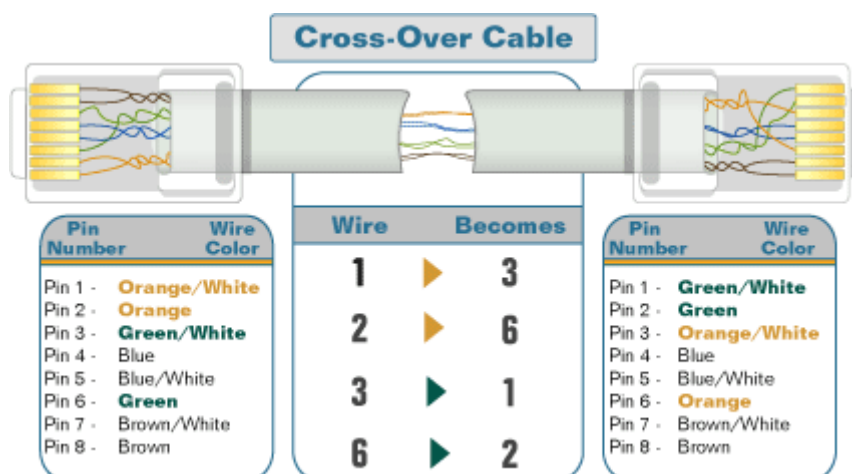 Cross-Over Cable
Pin Number Wire Color
Pin 1 - Orange/White
Pin 2 - Orange
Pin 3 - Green/White
Pin 4 - Blue
Pin 5 - Blue/White
Pin 6 - Green
Pin 7 - Brown/White
Pin 8 - Brown
Wire Becomes
1 3
2 6
3 1
6 2
Pin Number Wire Color
Pin 1 - Green/White
Pin 2 - Green
Pin 3 - Orange/White
Pin 4 - Blue
Pin 5 - Blue/White
Pin 6 - Orange
Pin 7 - Brown/White
Pin 8 - Brown